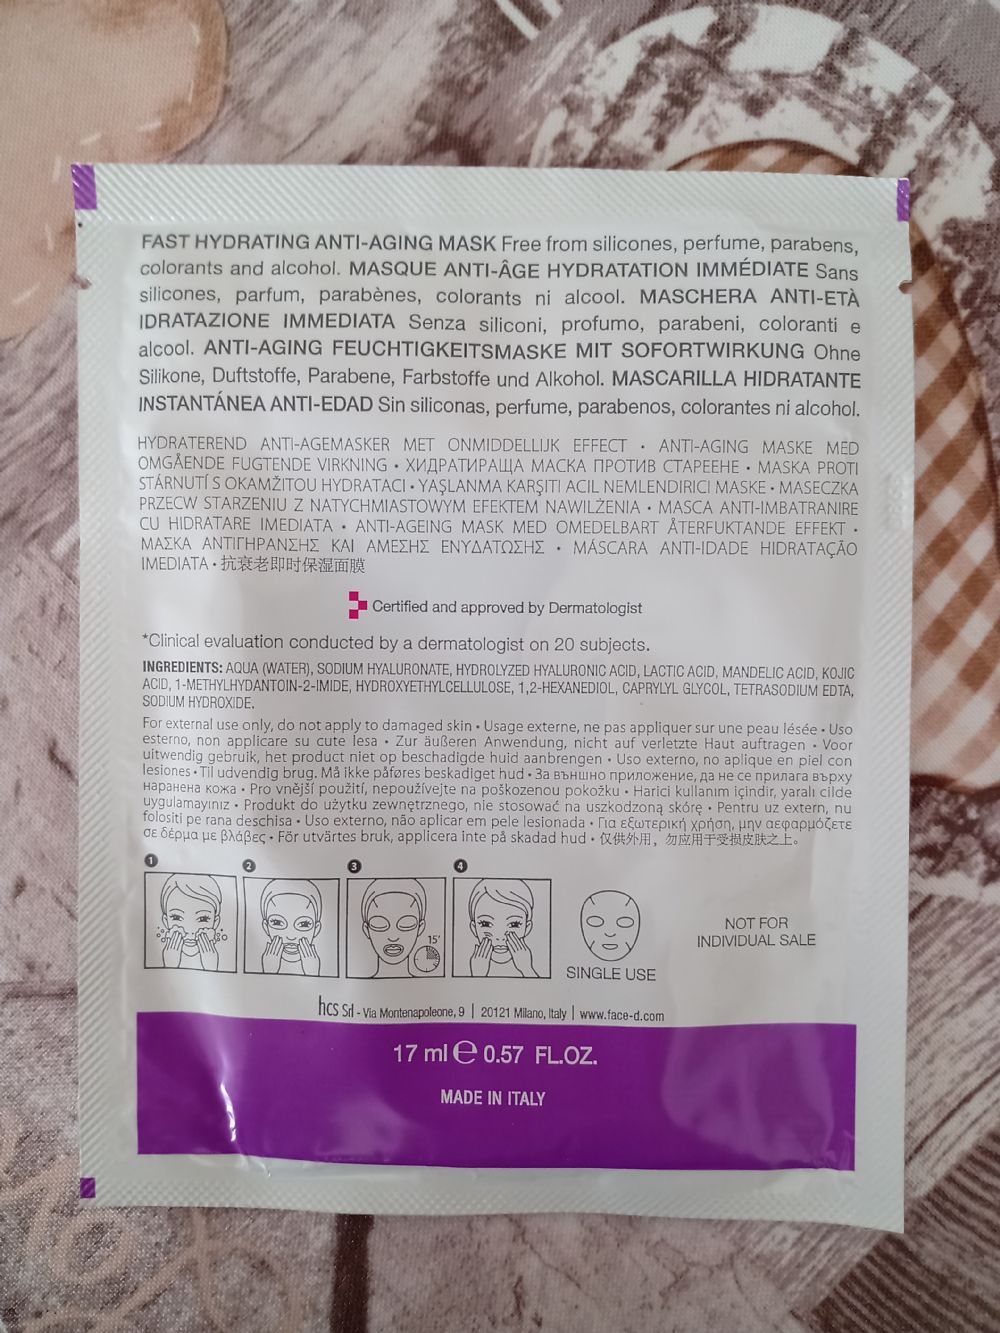 FAST HYDRATING ANTI-AGING MASK Free from silicones, perfume, parabens,
colorants and alcohol. MASQUE ANTI-ÂGE HYDRATATION IMMÉDIATE Sans
silicones, parfum, parabènes, colorants ni alcool. MASCHERA ANTI-ETÀ
IDRATAZIONE IMMEDIATA Senza siliconi, profumo, parabeni, coloranti e
alcool. ANTI-AGING FEUCHTIGKEITSMASKE MIT SOFORTWIRKUNG Ohne
Silikone, Duftstoffe, Parabene, Farbstoffe und Alkohol. MASCARILLA HIDRATANTE
INSTANTÁNEA ANTI-EDAD Sin siliconas, perfume, parabenos, colorantes ni alcohol.
HYDRATEREND ANTI-AGEMASKER MET ONMIDDELLIJK EFFECT • ANTI-AGING MASKE MED
OMGÅENDE FUGTENDE VIRKNING • ХИДРАТИРАЩА МАСКА ПРОТИВ СТАРЕЕНЕ • MASKA PROTI
STÁRNUTÍ S OKAMŽITOU HYDRATACI • YAŞLANMA KARŞITI ACIL NEMLENDIRICI MASKE • MASECZKA
PRZECW STARZENIU Z NATYCHMIASTOWYM EFEKTEM NAWILŻENIA • MASCA ANTI-IMBATRANIRE
CU HIDRATARE IMEDIATA • ANTI-AGEING MASK MED OMEDELBART ÅTERFUKTANDE EFFEKT •
ΜΑΣΚΑ ΑΝΤΙΓΗΡΑΝΣΗΣ ΚΑΙ ΑΜΕΣΗΣ ΕΝΥΔΑΤΩΣΗΣ • MÁSCARA ANTI-IDADE HIDRATAÇÃO
IMEDIATA • 抗衰老即时保湿面膜
Certified and approved by Dermatologist
*Clinical evaluation conducted by a dermatologist on 20 subjects.
INGREDIENTS: AQUA (WATER), SODIUM HYALURONATE, HYDROLYZED HYALURONIC ACID, LACTIC ACID, MANDELIC ACID, KOJIC
ACID, 1-METHYLHYDANTOIN-2-IMIDE, HYDROXYETHYLCELLULOSE, 1,2-HEXANEDIOL, CAPRYLYL GLYCOL, TETRASODIUM EDTA,
SODIUM HYDROXIDE.
For external use only, do not apply to damaged skin • Usage externe, ne pas appliquer sur une peau lésée • Uso
esterno, non applicare su cute lesa • Zur äußeren Anwendung, nicht auf verletzte Haut auftragen • Voor
uitwendig gebruik, het product niet op beschadigde huid aanbrengen • Uso externo, no aplique en piel con
lesiones • Til udvendig brug. Må ikke påføres beskadiget hud • За външно приложение, да не се прилага върху
наранена кожа • Pro vnější použití, nepoužívejte na poškozenou pokožku • Harici kullanım içindir, yaralı cilde
uygulamayınız • Produkt do użytku zewnętrznego, nie stosować na uszkodzoną skórę • Pentru uz extern, nu
folositi pe rana deschisa • Uso externo, não aplicar em pele lesionada • Για εξωτερική χρήση, μην αεφαρμόζετε
σε δέρμα με βλάβες • För utvärtes bruk, applicera inte på skadad hud • 仅供外用，勿应用于受损皮肤之上。
1 2 3 4
15'
NOT FOR
INDIVIDUAL SALE
SINGLE USE
hcs Srl - Via Montenapoleone, 9 | 20121 Milano, Italy | www.face-d.com
17 ml ℮ 0.57 FL.OZ.
MADE IN ITALY